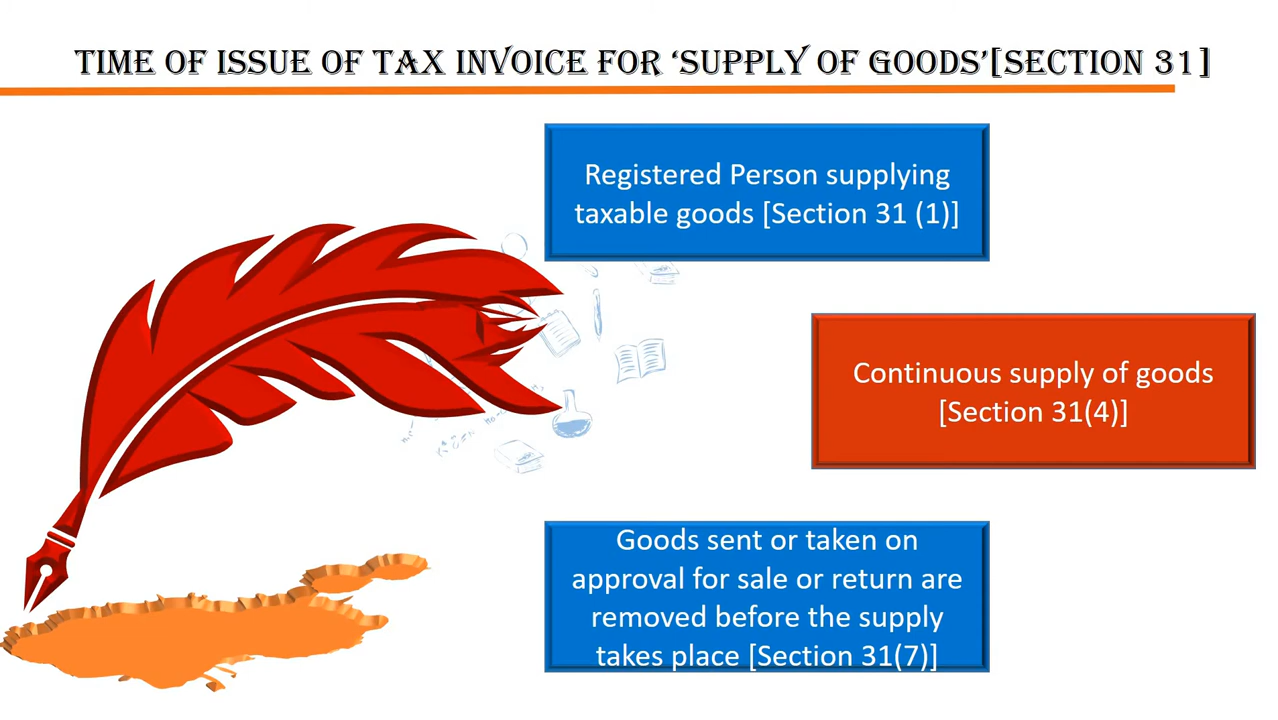 TIME OF ISSUE OF TAX INVOICE FOR ‘SUPPLY OF GOODS’[SECTION 31]
Registered Person supplying
taxable goods [Section 31 (1)]
Continuous supply of goods
[Section 31(4)]
Goods sent or taken on
approval for sale or return are
removed before the supply
takes place [Section 31(7)]